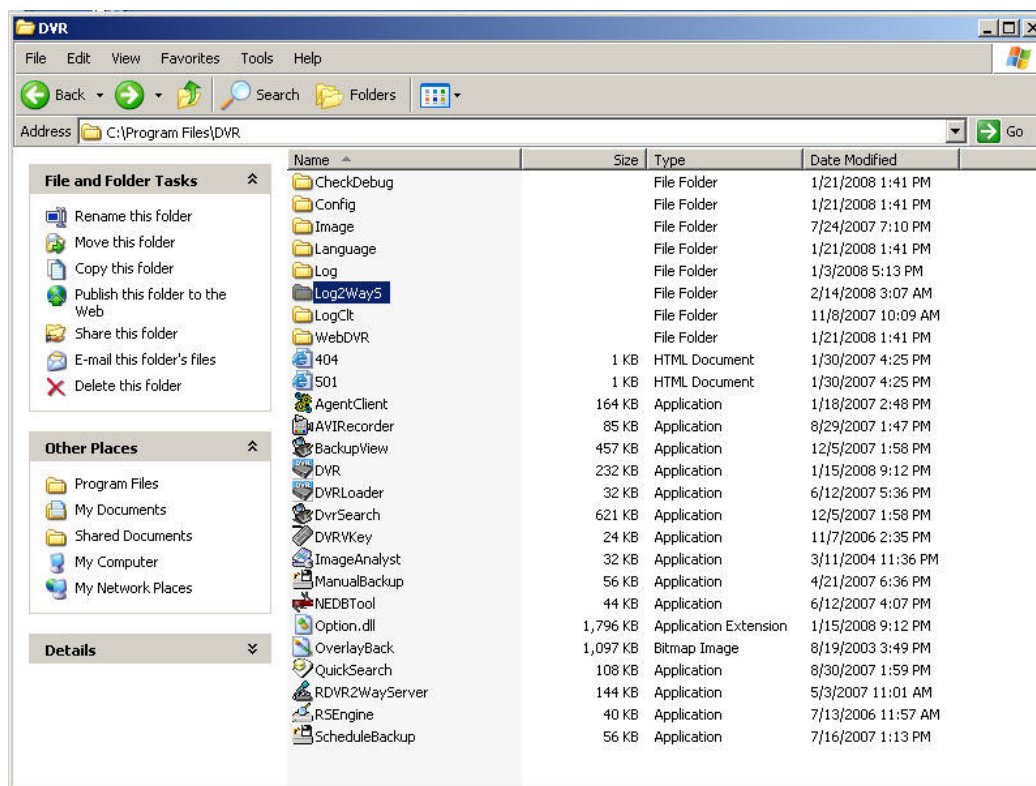 DVR
File Edit View Favorites Tools Help
Back Search Folders
Address C:\Program Files\DVR Go
File and Folder Tasks
Rename this folder
Move this folder
Copy this folder
Publish this folder to the
Web
Share this folder
E-mail this folder's files
Delete this folder
Other Places
Program Files
My Documents
Shared Documents
My Computer
My Network Places
Details
Name Size Type Date Modified
CheckDebug File Folder 1/21/2008 1:41 PM
Config File Folder 1/21/2008 1:41 PM
Image File Folder 7/24/2007 7:10 PM
Language File Folder 1/21/2008 1:41 PM
Log File Folder 1/3/2008 5:13 PM
Log2WayS File Folder 2/14/2008 3:07 AM
LogClt File Folder 11/8/2007 10:09 AM
WebDVR File Folder 1/21/2008 1:41 PM
404 1 KB HTML Document 1/30/2007 4:25 PM
501 1 KB HTML Document 1/30/2007 4:25 PM
AgentClient 164 KB Application 1/18/2007 2:48 PM
AVIRecorder 85 KB Application 8/29/2007 1:47 PM
BackupView 457 KB Application 12/5/2007 1:58 PM
DVR 232 KB Application 1/15/2008 9:12 PM
DVRLoader 32 KB Application 6/12/2007 5:36 PM
DvrSearch 621 KB Application 12/5/2007 1:58 PM
DVRVKey 24 KB Application 11/7/2006 2:35 PM
ImageAnalyst 32 KB Application 3/11/2004 11:36 PM
ManualBackup 56 KB Application 4/21/2007 6:36 PM
NEDBTool 44 KB Application 6/12/2007 4:07 PM
Option.dll 1,796 KB Application Extension 1/15/2008 9:12 PM
OverlayBack 1,097 KB Bitmap Image 8/19/2003 3:49 PM
QuickSearch 108 KB Application 8/30/2007 1:59 PM
RDVR2WayServer 144 KB Application 5/3/2007 11:01 AM
RSEngine 40 KB Application 7/13/2006 11:57 AM
ScheduleBackup 56 KB Application 7/16/2007 1:13 PM